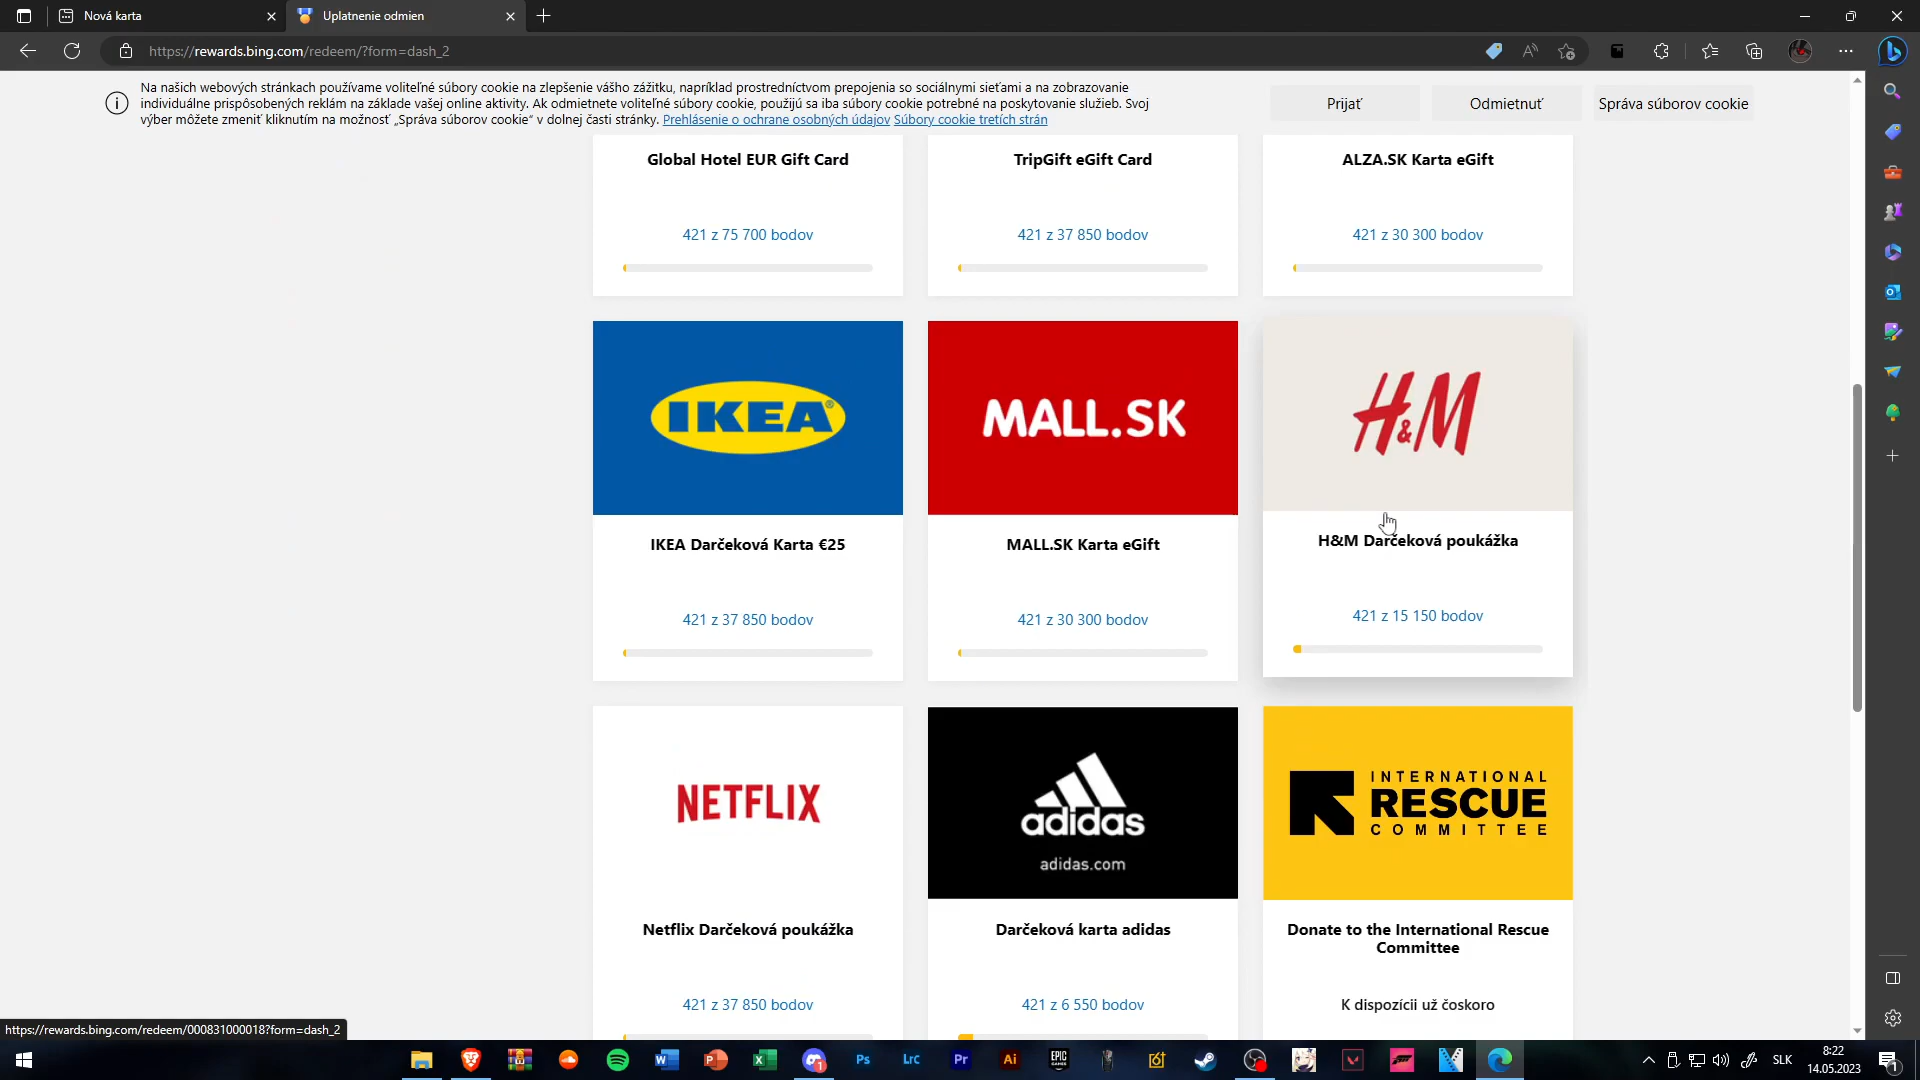 Nová karta
Uplatnenie odmien
https://rewards.bing.com/redeem/?form=dash_2
Na našich webových stránkach používame voliteľné súbory cookie na zlepšenie vášho zážitku, napríklad prostredníctvom prepojenia so sociálnymi sieťami a na zobrazovanie
individuálne prispôsobených reklám na základe vašej online aktivity. Ak odmietnete voliteľné súbory cookie, použijú sa iba súbory cookie potrebné na poskytovanie služieb. Svoj
výber môžete zmeniť kliknutím na možnosť „Správa súborov cookie“ v dolnej časti stránky. Prehlásenie o ochrane osobných údajov Súbory cookie tretích strán
Prijať
Odmietnuť
Správa súborov cookie
Global Hotel EUR Gift Card
TripGift eGift Card
ALZA.SK Karta eGift
421 z 75 700 bodov
421 z 37 850 bodov
421 z 30 300 bodov
IKEA®
MALL.SK
H&M
IKEA Darčeková Karta €25
MALL.SK Karta eGift
H&M Darčeková poukážka
421 z 37 850 bodov
421 z 30 300 bodov
421 z 15 150 bodov
NETFLIX
adidas
adidas.com
INTERNATIONAL
RESCUE
COMMITTEE
Netflix Darčeková poukážka
Darčeková karta adidas
Donate to the International Rescue
Committee
421 z 37 850 bodov
421 z 6 550 bodov
K dispozícii už čoskoro
https://rewards.bing.com/redeem/000831000018?form=dash_2
Ps
Lrc
Pr
Ai
EPIC
GAMES
SLK
8:22
14.05.2023